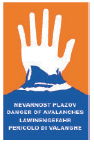 NEVARNOST PLAZOV
DANGER OF AVALANCHES
LAWINENGEFAHR
PERICOLO DI VALANGHE